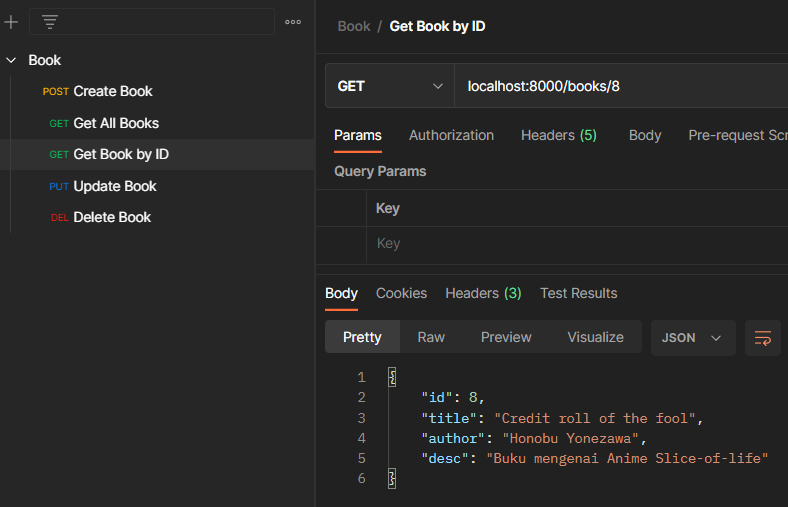 Book
POST Create Book
GET Get All Books
GET Get Book by ID
PUT Update Book
DEL Delete Book
Book / Get Book by ID
GET localhost:8000/books/8
Params Authorization Headers (5) Body Pre-request Scr
Query Params
Key
Key
Body Cookies Headers (3) Test Results
Pretty Raw Preview Visualize JSON
1 {
2 "id": 8,
3 "title": "Credit roll of the fool",
4 "author": "Honobu Yonezawa",
5 "desc": "Buku mengenai Anime Slice-of-life"
6 }